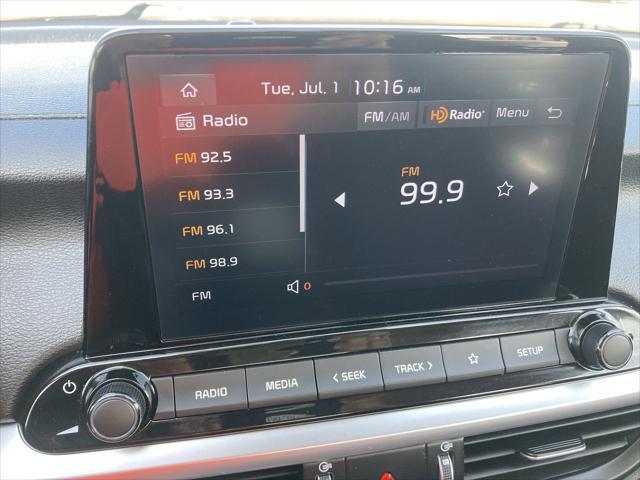 Tue, Jul. 1 10:16 AM
Radio FM/AM HD Radio Menu
FM 92.5
FM 93.3
FM 96.1
FM 98.9
FM
FM
99.9
0
RADIO MEDIA < SEEK TRACK > SETUP